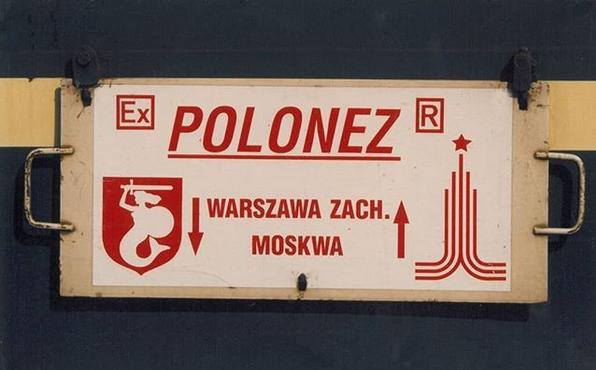 Ex POLONEZ R
WARSZAWA ZACH.
MOSKWA